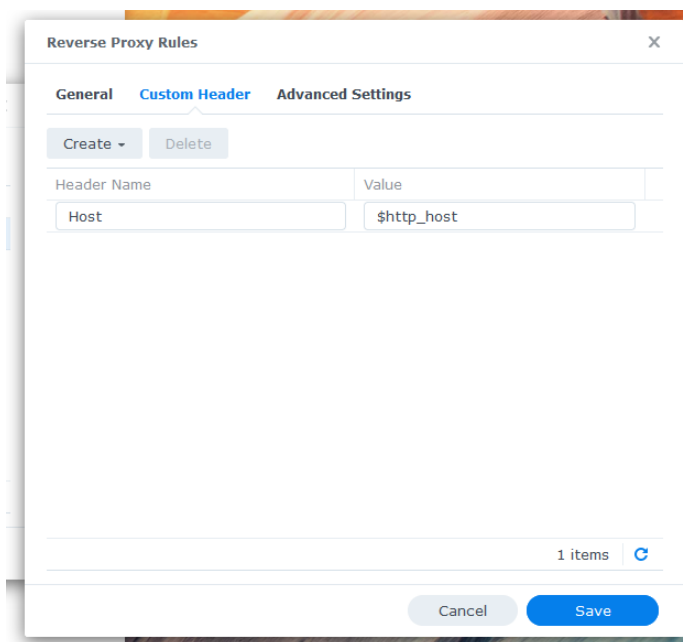 Reverse Proxy Rules
General Custom Header Advanced Settings
Create Delete
Header Name Value
Host $http_host
1 items
Cancel Save